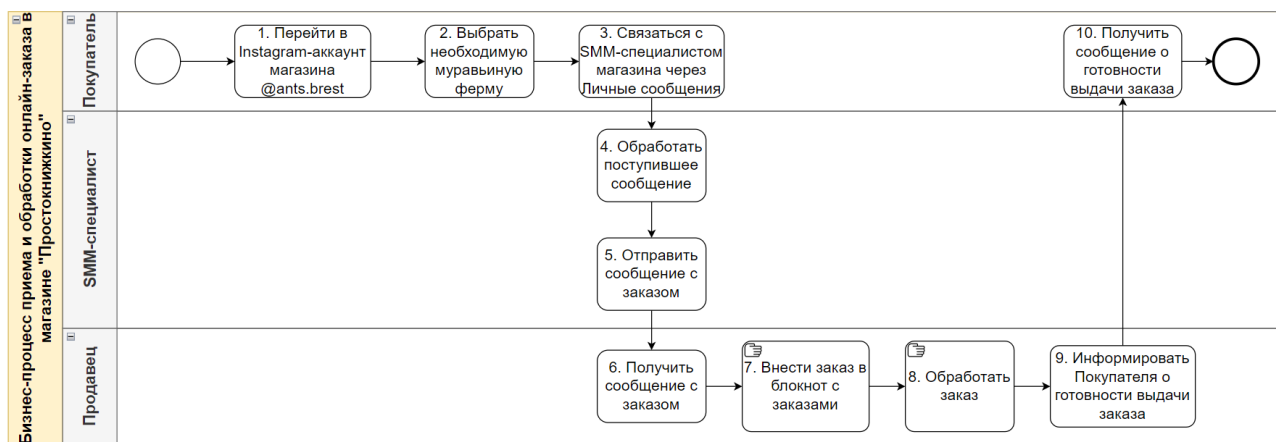 Бизнес-процесс приема и обработки онлайн-заказа в
магазине "Простокнижкино"
Покупатель
1. Перейти в
Instagram-аккаунт
магазина
@ants.brest
2. Выбрать
необходимую
муравьиную
ферму
3. Связаться с
SMM-специалистом
магазина через
Личные сообщения
10. Получить
сообщение о
готовности
выдачи заказа
SMM-специалист
4. Обработать
поступившее
сообщение
5. Отправить
сообщение с
заказом
Продавец
6. Получить
сообщение с
заказом
7. Внести заказ в
блокнот с
заказами
8. Обработать
заказ
9. Информировать
Покупателя о
готовности выдачи
заказа